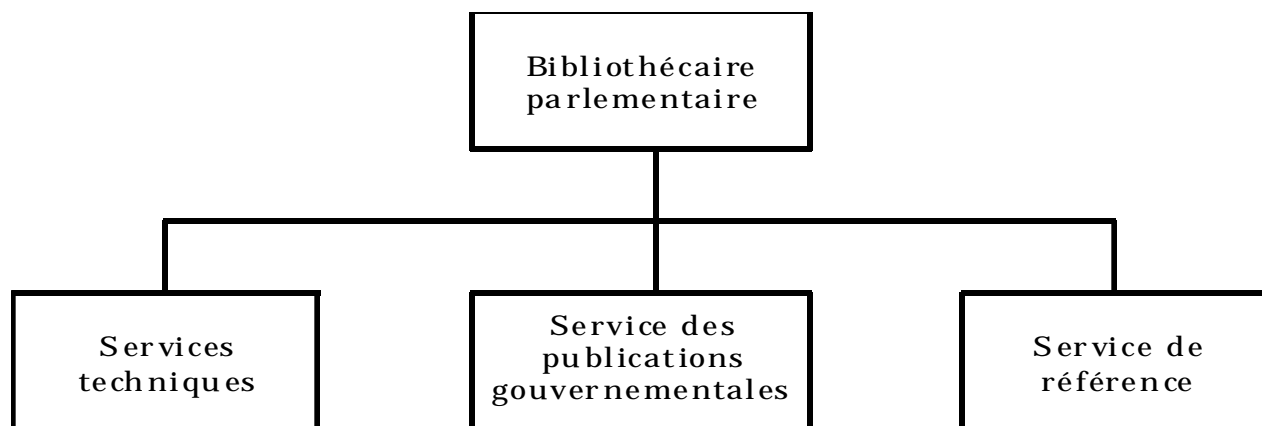 Bibliothécaire
parlementaire
Services
techniques
Service des
publications
gouvernementales
Service de
référence